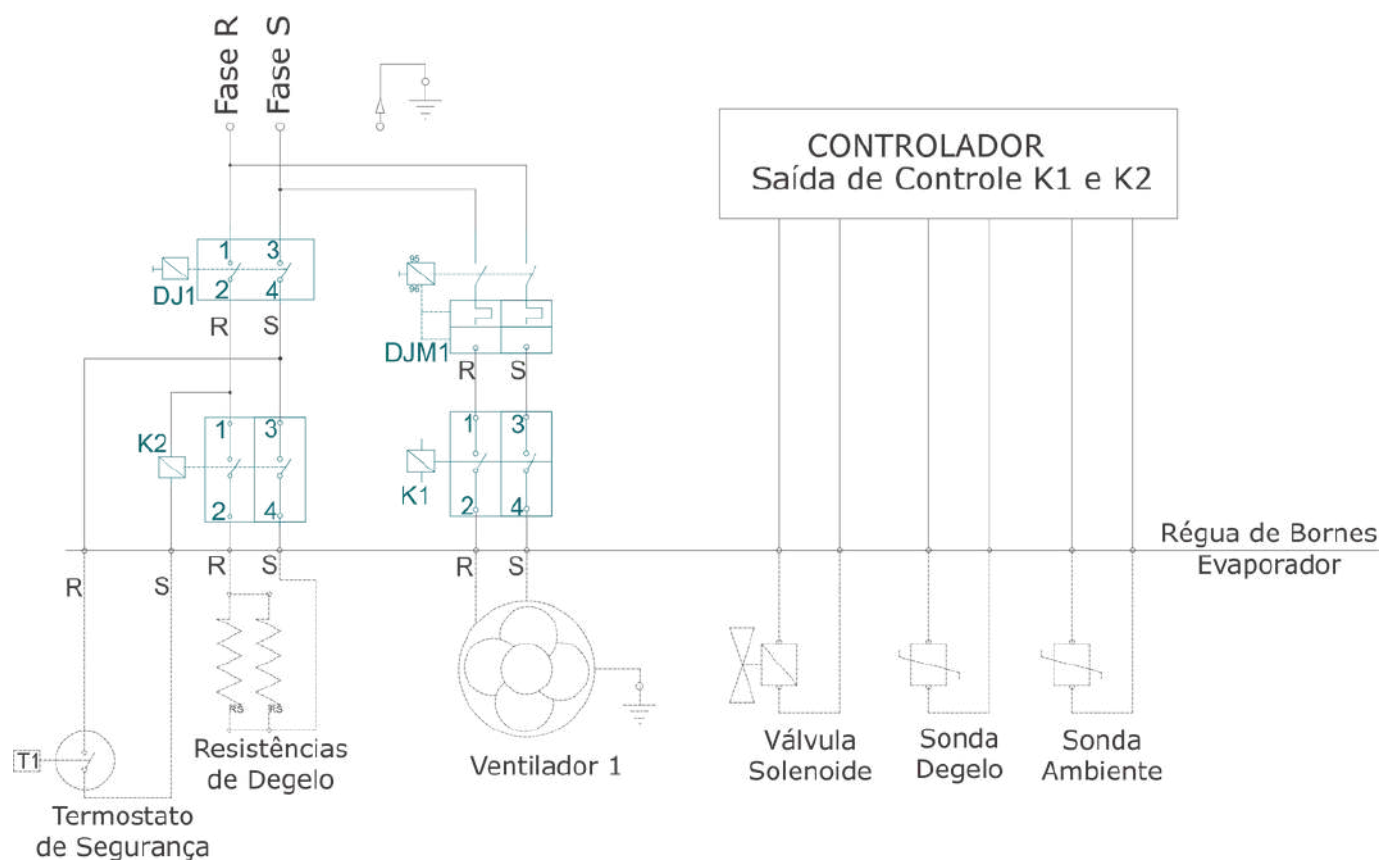 Fase R
Fase S
CONTROLADOR
Saída de Controle K1 e K2
1 3
DJ1
2 4
R S
95
96
DJM1
R S
K2
1 3
2 4
K1
1 3
2 4
Régua de Bornes
Evaporador
R S R S R S
RS RS
T1
Termostato
de Segurança
Resistências
de Degelo
Ventilador 1
Válvula
Solenoide
Sonda
Degelo
Sonda
Ambiente